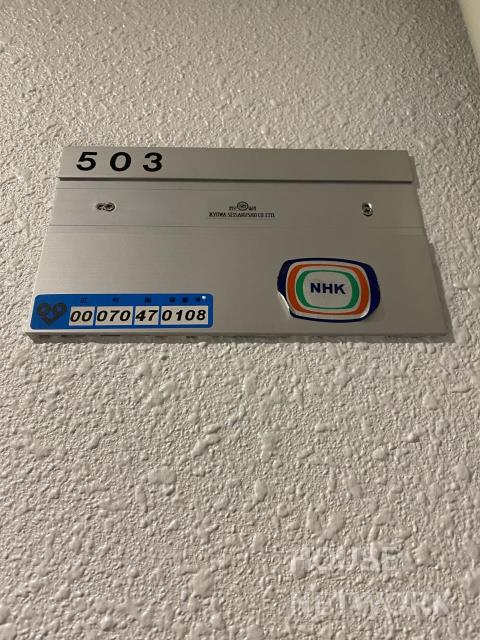 503
KYOWA SEISAKUSHO CO.LTD.
NHK
00 070 47 0108
HOUSE
NETWORK